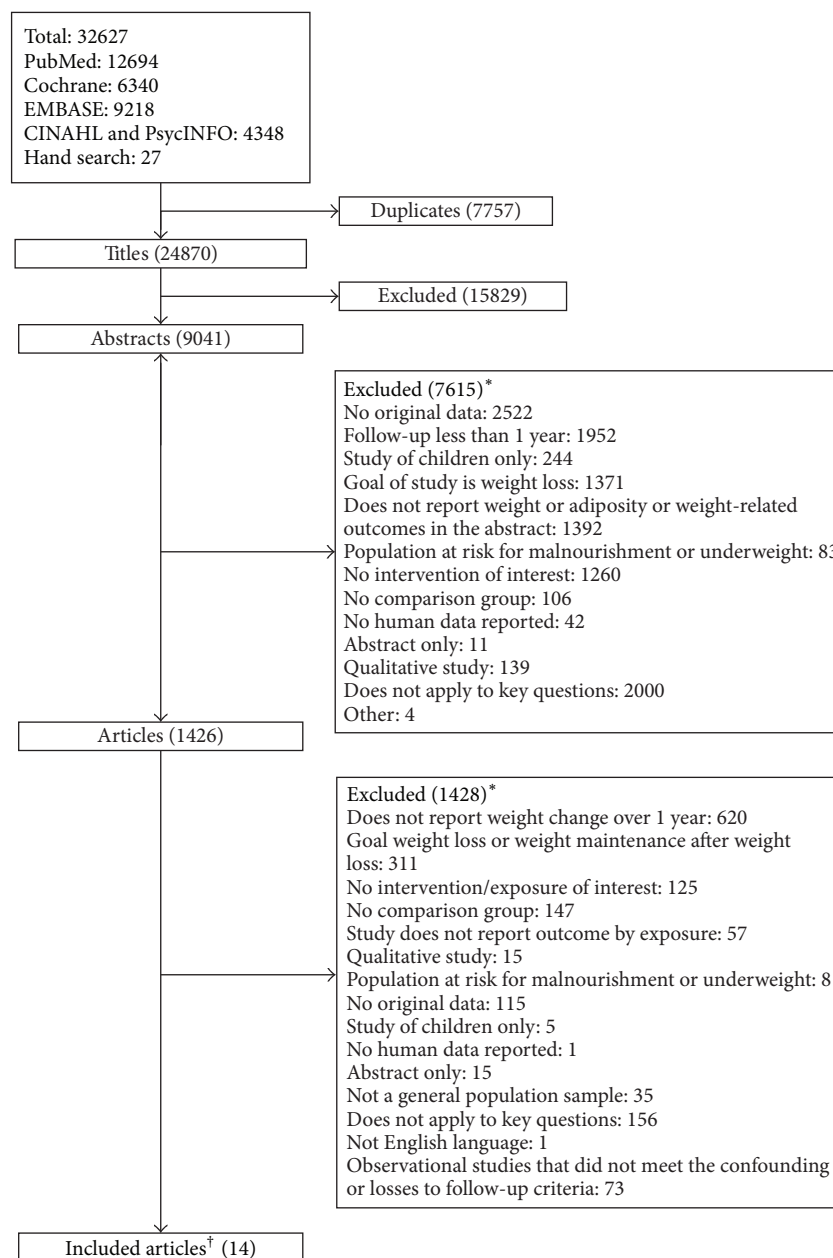 Total: 32627
PubMed: 12694
Cochrane: 6340
EMBASE: 9218
CINAHL and PsycINFO: 4348
Hand search: 27
Duplicates (7757)
Titles (24870)
Excluded (15829)
Abstracts (9041)
Excluded (7615)*
No original data: 2522
Follow-up less than 1 year: 1952
Study of children only: 244
Goal of study is weight loss: 1371
Does not report weight or adiposity or weight-related
outcomes in the abstract: 1392
Population at risk for malnourishment or underweight: 83
No intervention of interest: 1260
No comparison group: 106
No human data reported: 42
Abstract only: 11
Qualitative study: 139
Does not apply to key questions: 2000
Other: 4
Articles (1426)
Excluded (1428)*
Does not report weight change over 1 year: 620
Goal weight loss or weight maintenance after weight
loss: 311
No intervention/exposure of interest: 125
No comparison group: 147
Study does not report outcome by exposure: 57
Qualitative study: 15
Population at risk for malnourishment or underweight: 8
No original data: 115
Study of children only: 5
No human data reported: 1
Abstract only: 15
Not a general population sample: 35
Does not apply to key questions: 156
Not English language: 1
Observational studies that did not meet the confounding
or losses to follow-up criteria: 73
Included articles† (14)